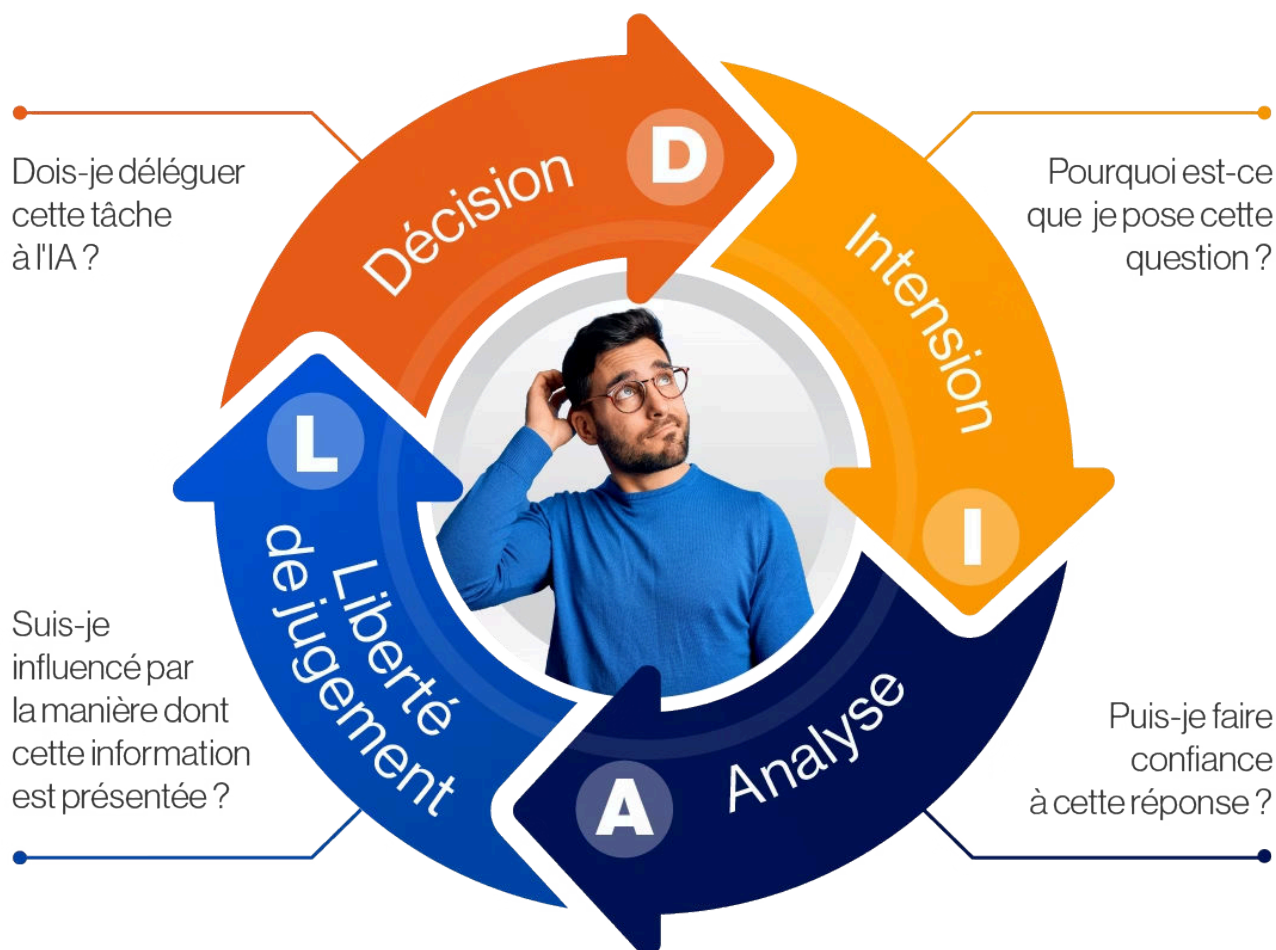 D
Décision
Dois-je déléguer
cette tâche
à l'IA ?
Intension
I
Pourquoi est-ce
que je pose cette
question ?
Analyse
A
Puis-je faire
confiance
à cette réponse ?
L
Liberté
de jugement
Suis-je
influencé par
la manière dont
cette information
est présentée ?